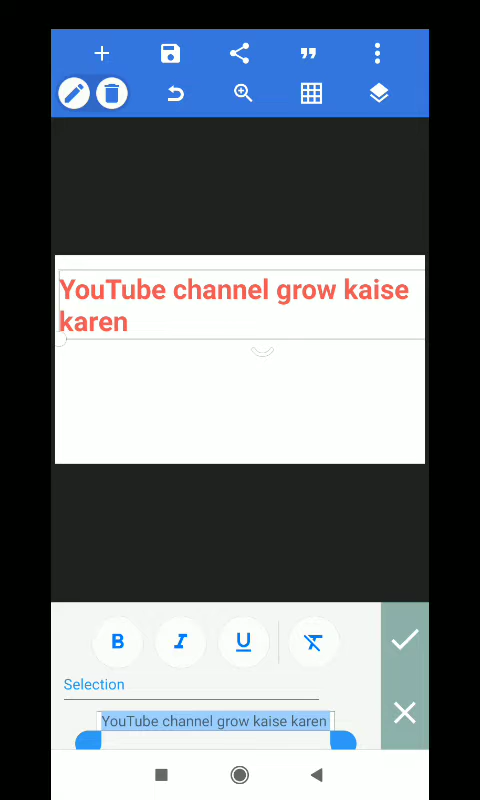 YouTube channel grow kaise
karen
B I U
Selection
YouTube channel grow kaise karen